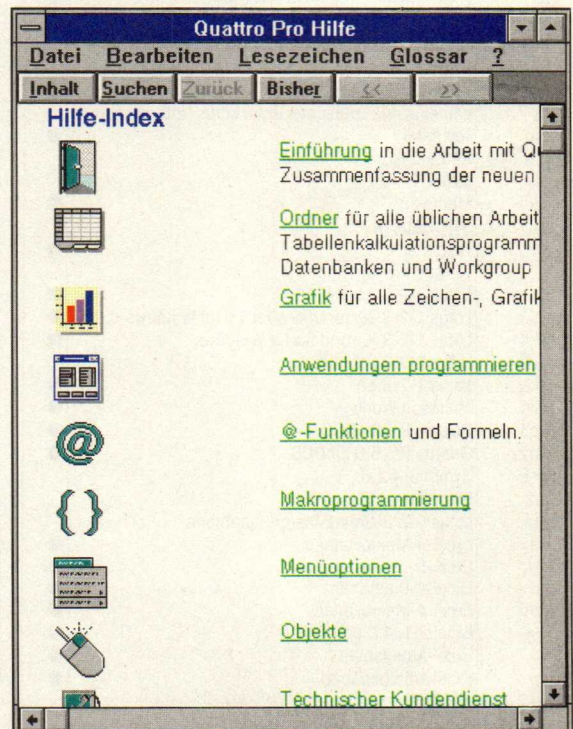 Quattro Pro Hilfe
Datei Bearbeiten Lesezeichen Glossar ?
Inhalt Suchen Zurück Bisher << >>
Hilfe-Index
Einführung in die Arbeit mit Q
Zusammenfassung der neuen
Ordner für alle üblichen Arbeit
Tabellenkalkulationsprogramm
Datenbanken und Workgroup
Grafik für alle Zeichen-, Grafik
Anwendungen programmieren
@
@-Funktionen und Formeln.
{ }
Makroprogrammierung
Menüoptionen
Objekte
Technischer Kundendienst